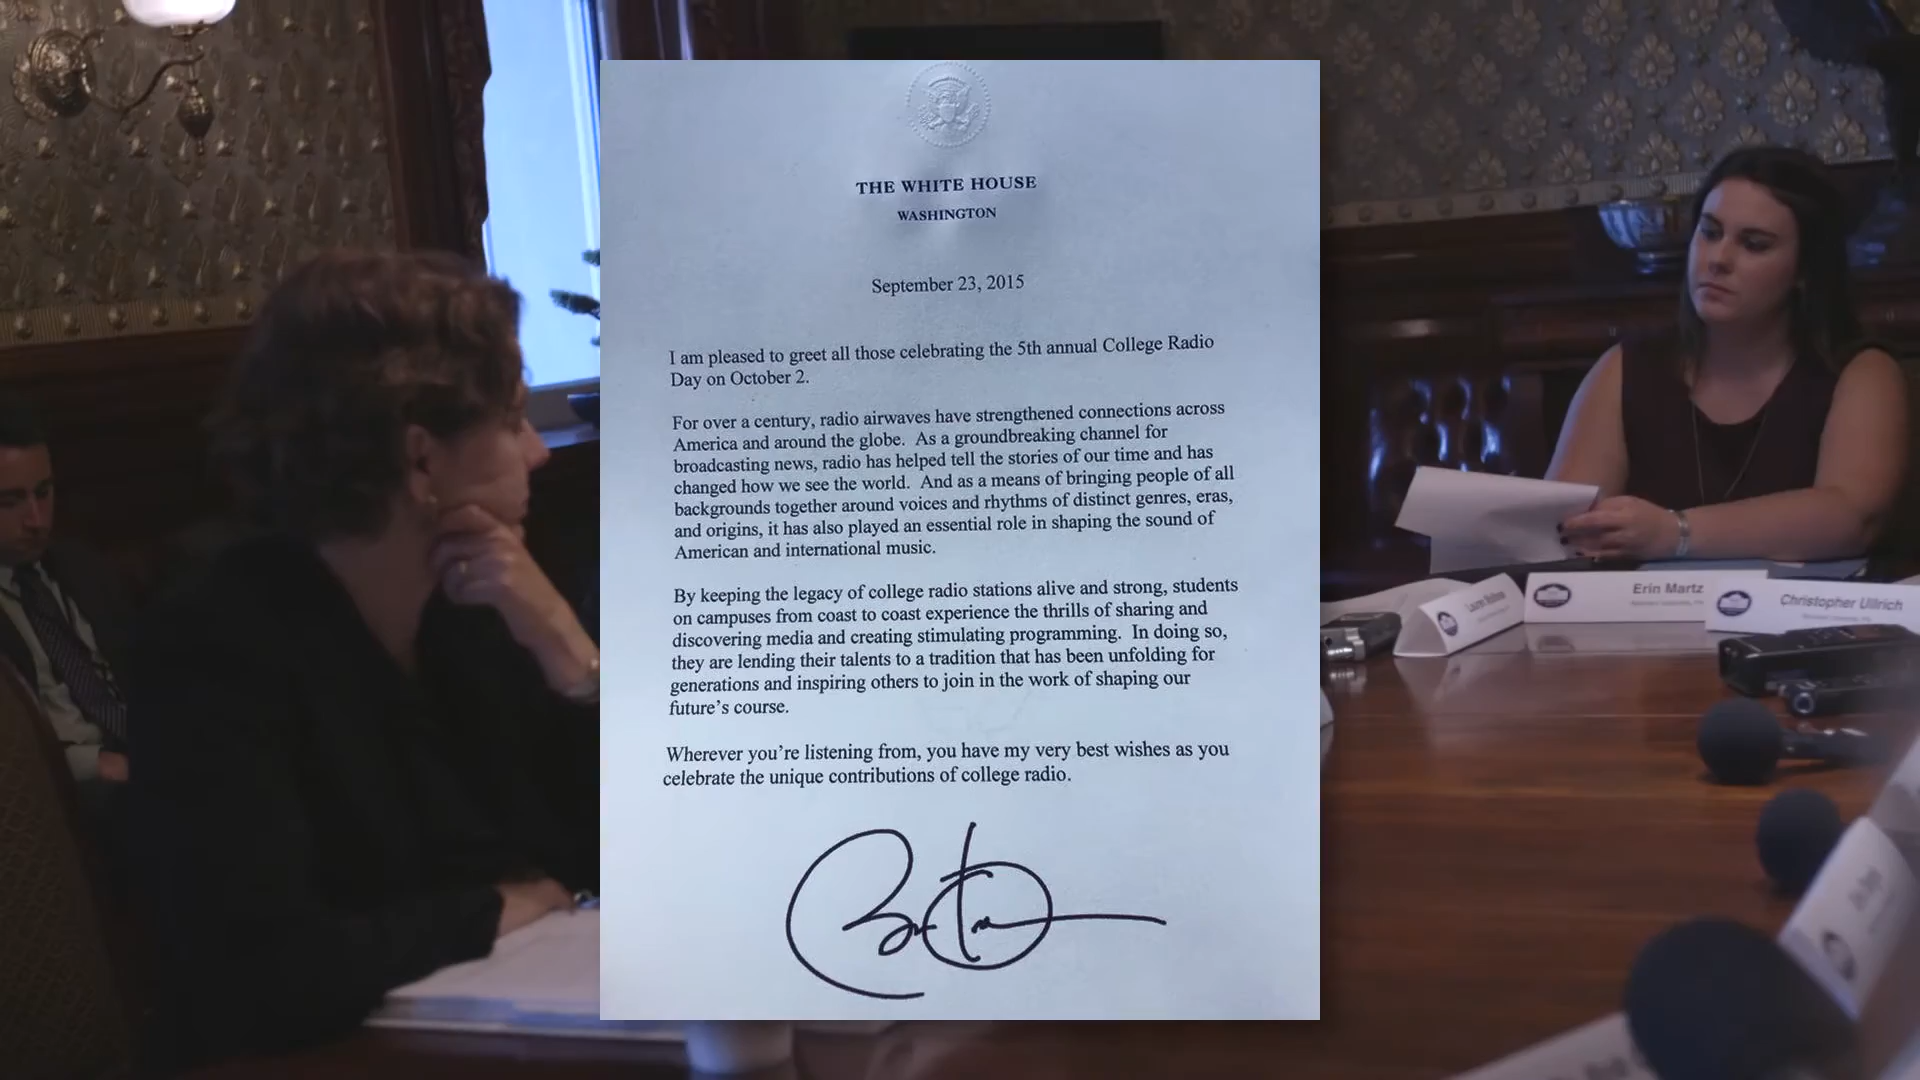 THE WHITE HOUSE
WASHINGTON
September 23, 2015
I am pleased to greet all those celebrating the 5th annual College Radio
Day on October 2.
For over a century, radio airwaves have strengthened connections across
America and around the globe.  As a groundbreaking channel for
broadcasting news, radio has helped tell the stories of our time and has
changed how we see the world.  And as a means of bringing people of all
backgrounds together around voices and rhythms of distinct genres, eras,
and origins, it has also played an essential role in shaping the sound of
American and international music.
By keeping the legacy of college radio stations alive and strong, students
on campuses from coast to coast experience the thrills of sharing and
discovering media and creating stimulating programming.  In doing so,
they are lending their talents to a tradition that has been unfolding for
generations and inspiring others to join in the work of shaping our
future's course.
Wherever you're listening from, you have my very best wishes as you
celebrate the unique contributions of college radio.
Erin Martz
Christopher Ullrich